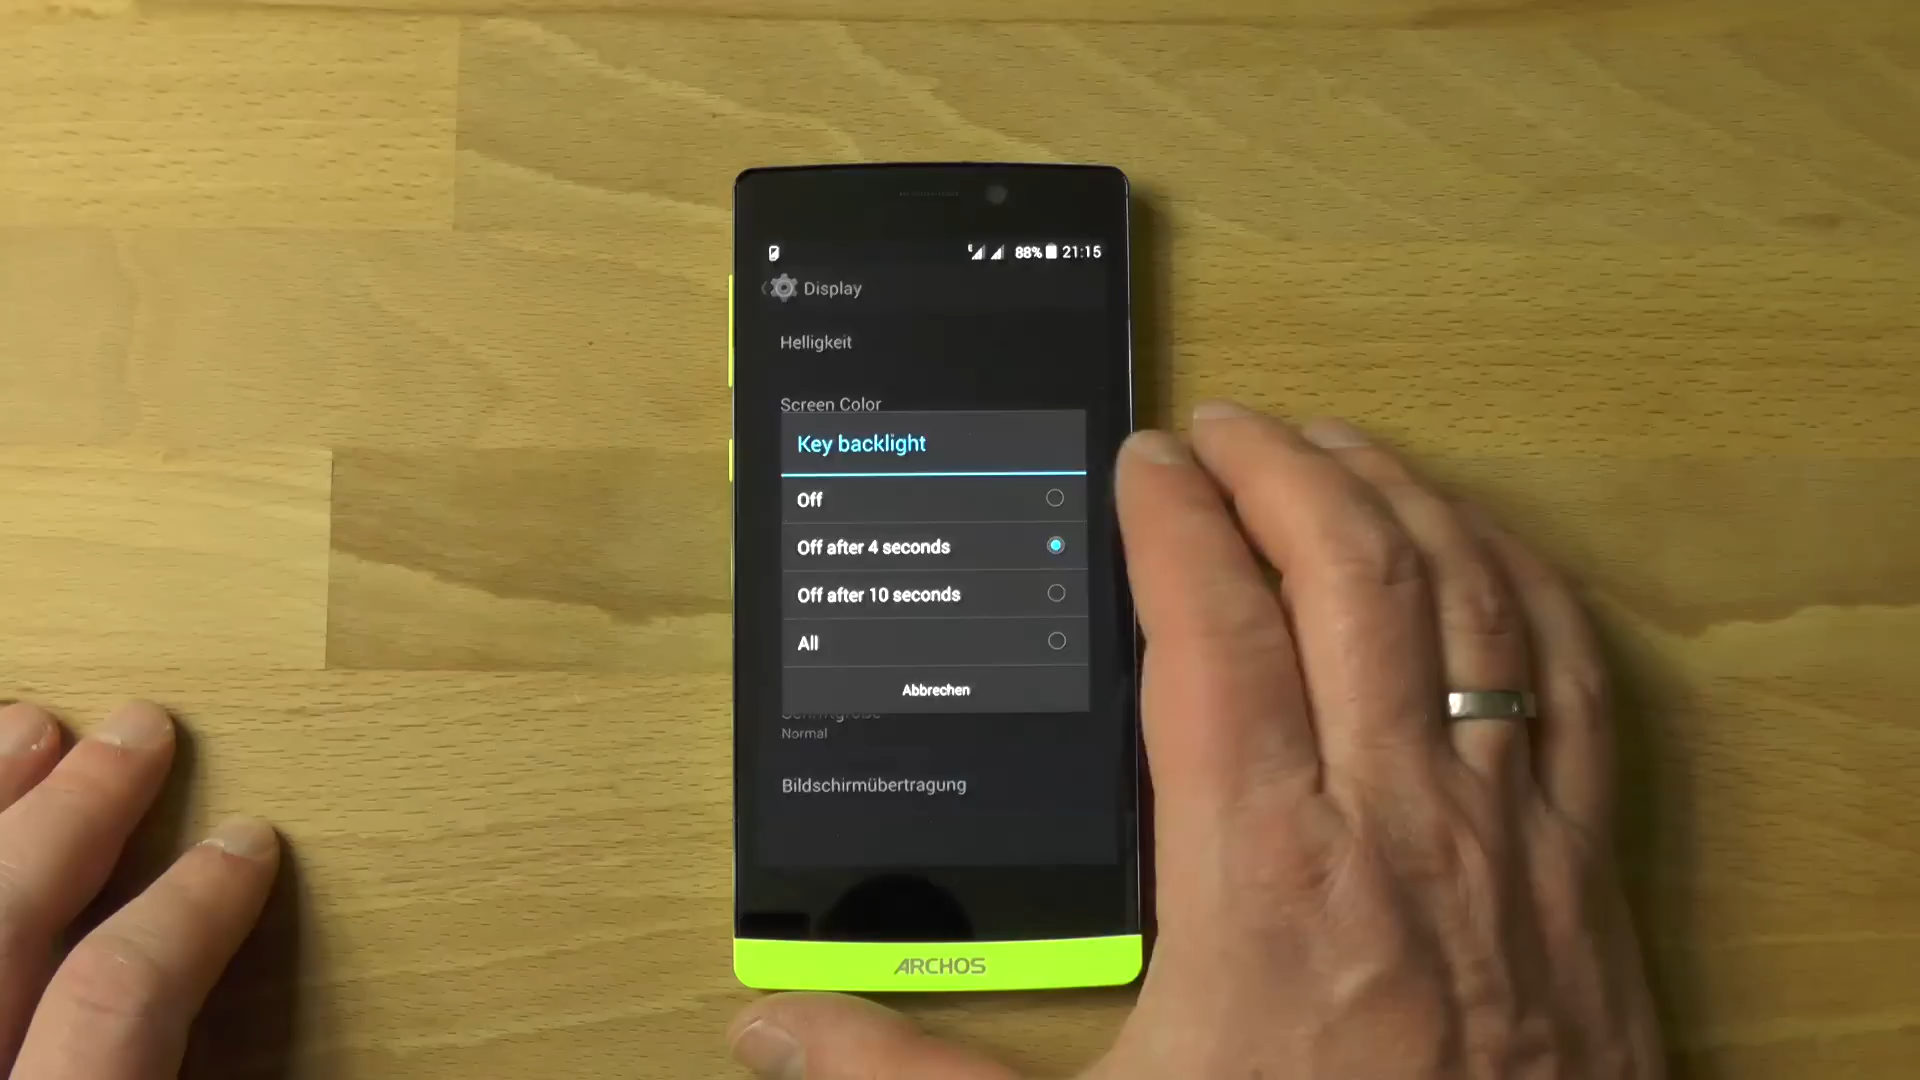 88% 21:15
Display
Helligkeit
Screen Color
Key backlight
Off
Off after 4 seconds
Off after 10 seconds
All
Abbrechen
Schriftgröße
Normal
Bildschirmübertragung
ARCHOS